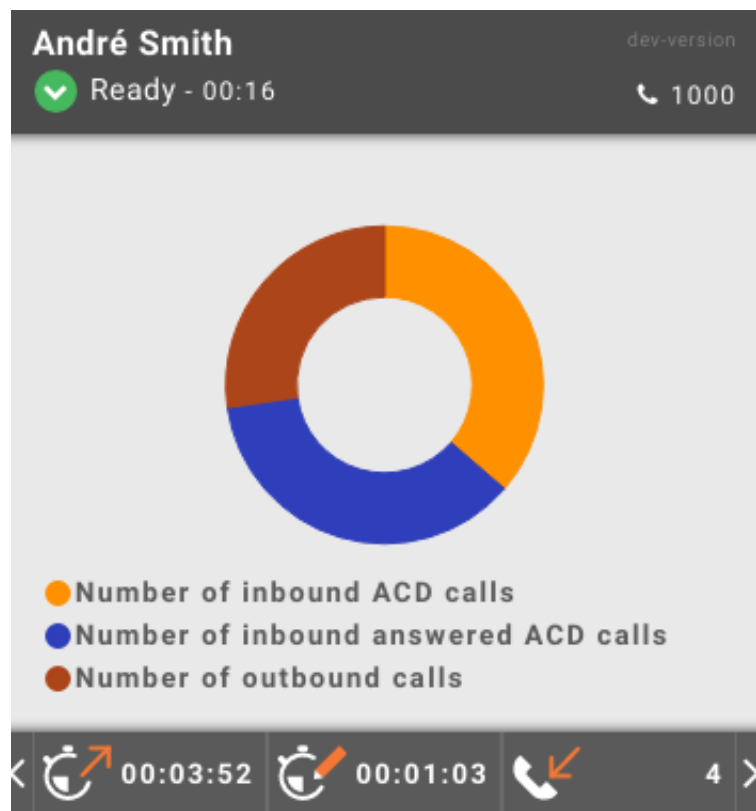 André Smith
dev-version
Ready - 00:16
1000
Number of inbound ACD calls
Number of inbound answered ACD calls
Number of outbound calls
00:03:52
00:01:03
4